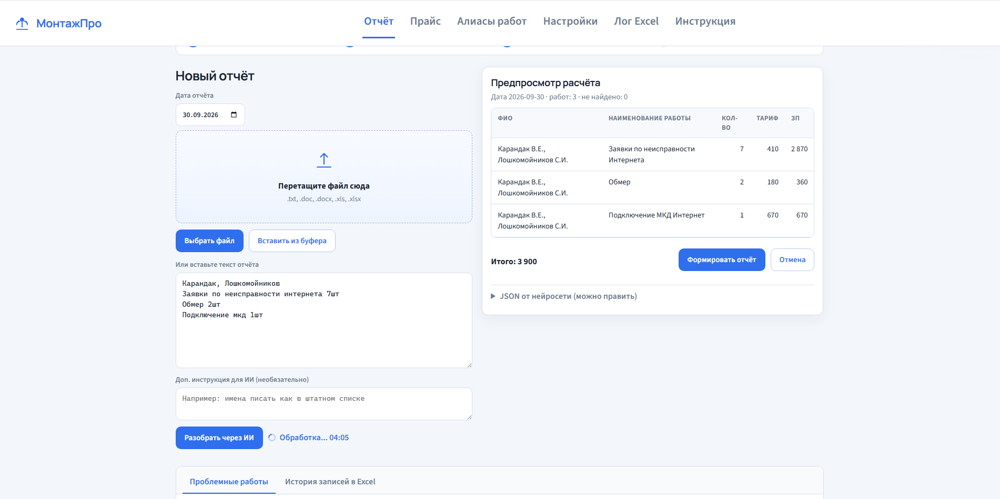 МонтажПро
Отчёт Прайс Алиасы работ Настройки Лог Excel Инструкция
Новый отчёт
Дата отчёта
30.09.2026
Перетащите файл сюда
.txt, .doc, .docx, .xls, .xlsx
Выбрать файл Вставить из буфера
Или вставьте текст отчёта
Карандак, Лошкомойников
Заявки по неисправности интернета 7шт
Обмер 2шт
Подключение мкд 1шт
Доп. инструкция для ИИ (необязательно)
Например: имена писать как в штатном списке
Разобрать через ИИ Обработка... 04:05
Предпросмотр расчёта
Дата 2026-09-30 · работ: 3 · не найдено: 0
ФИО НАИМЕНОВАНИЕ РАБОТЫ КОЛ- ТАРИФ ЗП
ВО
Карандак В.Е., Заявки по неисправности 7 410 2 870
Лошкомойников С.И. Интернета
Карандак В.Е., Обмер 2 180 360
Лошкомойников С.И.
Карандак В.Е., Подключение МКД Интернет 1 670 670
Лошкомойников С.И.
Итого: 3 900 Формировать отчёт Отмена
JSON от нейросети (можно править)
Проблемные работы История записей в Excel